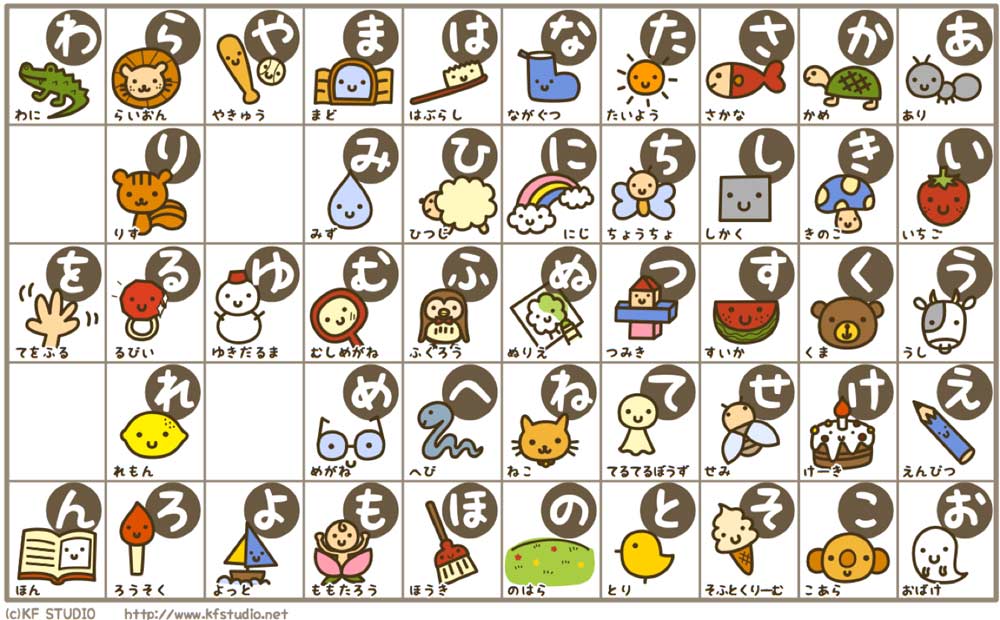 あ
あり
い
いちご
う
うし
え
えんぴつ
お
おばけ
か
かめ
き
きのこ
く
くま
け
けーき
こ
こあら
さ
さかな
し
しかく
す
すいか
せ
せみ
そ
そふとくりーむ
た
たいよう
ち
ちょうちょ
つ
つみき
て
てるてるぼうず
と
とり
な
ながぐつ
に
にじ
ぬ
ぬりえ
ね
ねこ
の
のはら
は
はぶらし
ひ
ひつじ
ふ
ふくろう
へ
へび
ほ
ほうき
ま
まど
み
みず
む
むしめがね
め
めがね
も
ももたろう
や
やきゅう
ゆ
ゆきだるま
よ
よっと
ら
らいおん
り
りす
る
るびい
れ
れもん
ろ
ろうそく
わ
わに
を
てをふる
ん
ほん
(c)KF STUDIO http://www.kfstudio.net